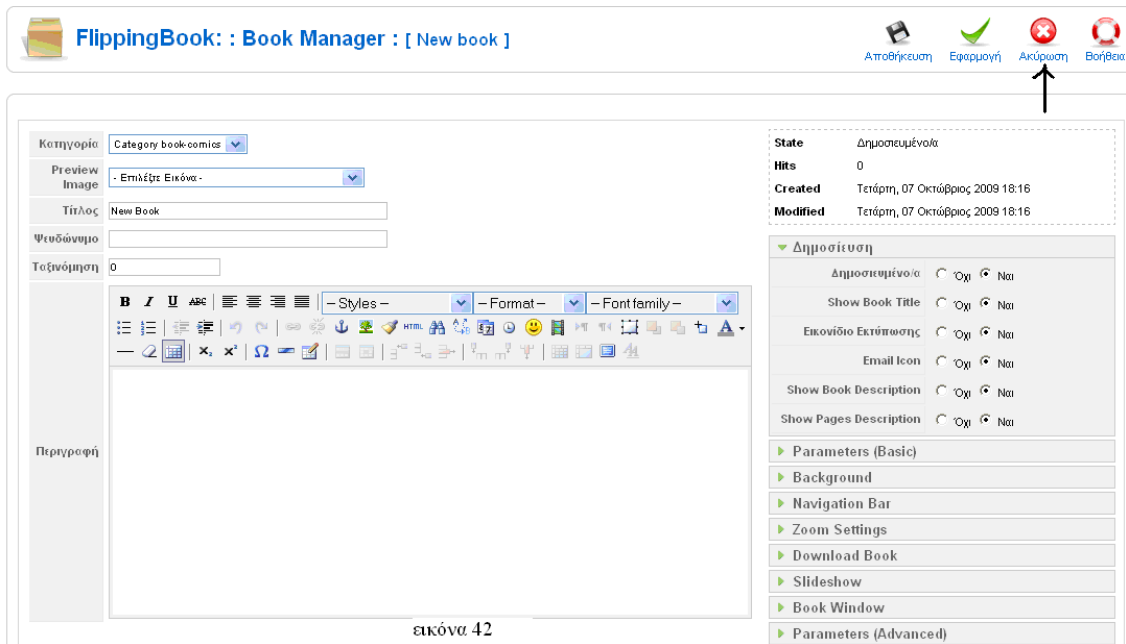 FlippingBook: : Book Manager : [ New book ]
Αποθήκευση Εφαρμογή Ακύρωση Βοήθεια
Κατηγορία Category book-comics
Preview Image - Επιλέξτε Εικόνα -
Τίτλος New Book
Ψευδώνυμο
Ταξινόμηση 0
B I U ABC – Styles – – Format – – Font family –
HTML
Περιγραφή
State Δημοσιευμένο/α
Hits 0
Created Τετάρτη, 07 Οκτώβριος 2009 18:16
Modified Τετάρτη, 07 Οκτώβριος 2009 18:16
Δημοσίευση
Δημοσιευμένο/α Όχι Ναι
Show Book Title Όχι Ναι
Εικονίδιο Εκτύπωσης Όχι Ναι
Email Icon Όχι Ναι
Show Book Description Όχι Ναι
Show Pages Description Όχι Ναι
Parameters (Basic)
Background
Navigation Bar
Zoom Settings
Download Book
Slideshow
Book Window
Parameters (Advanced)
εικόνα 42